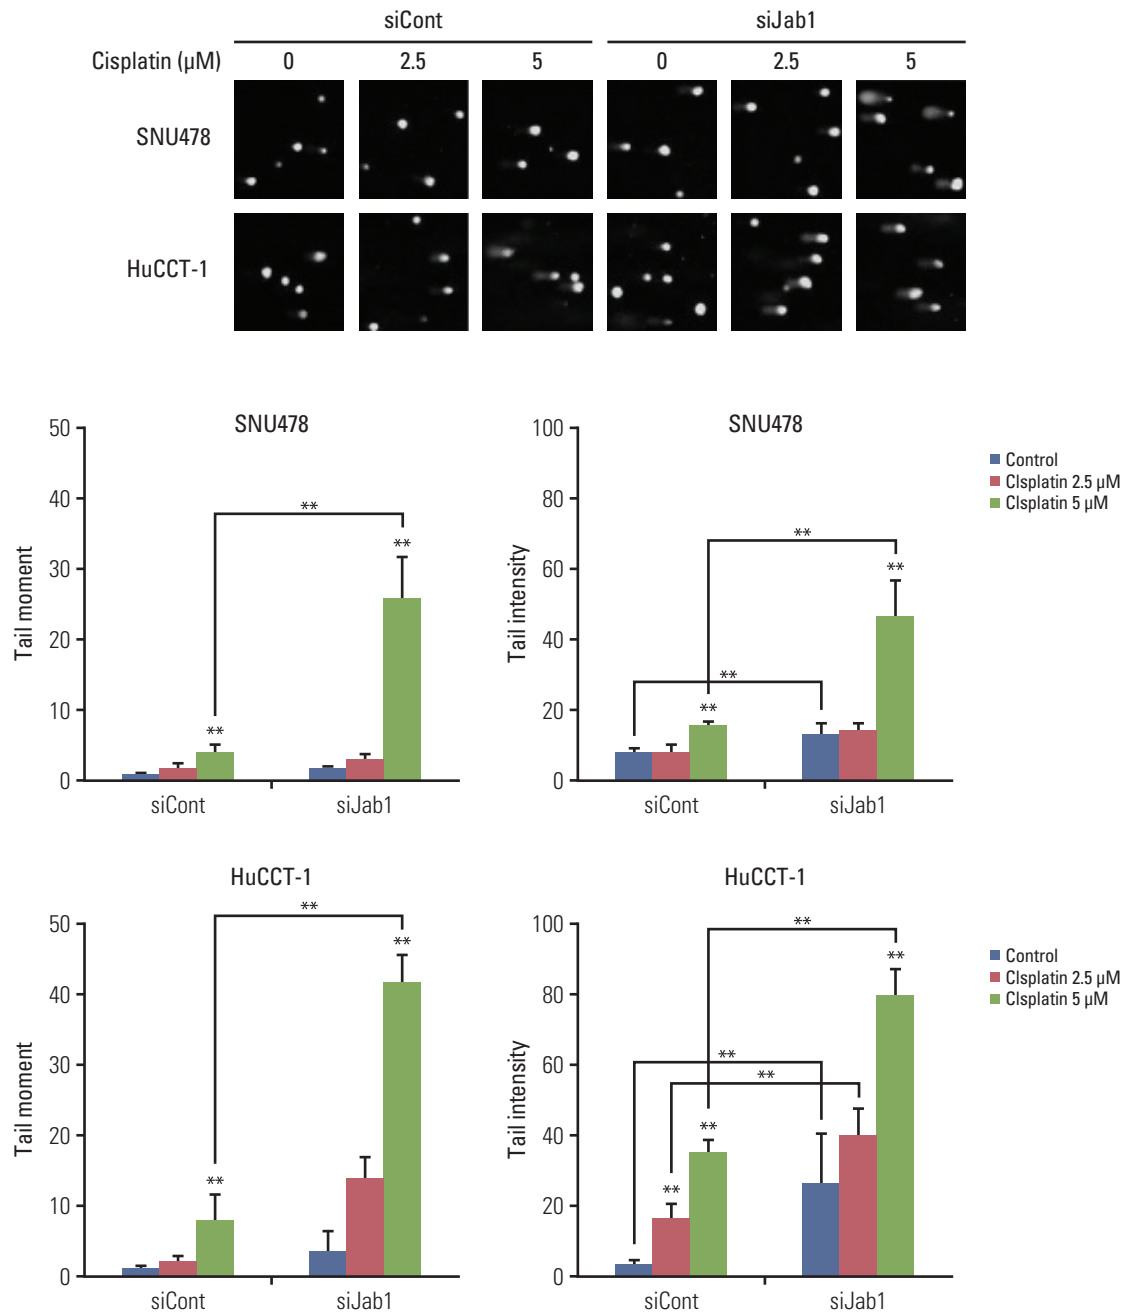 siCont siJab1
Cisplatin (µM) 0 2.5 5 0 2.5 5
SNU478
HuCCT-1
SNU478
50
40
30
20
10
0
Tail moment
**
**
**
siCont siJab1
SNU478
100
80
60
40
20
0
Tail intensity
**
**
**
**
siCont siJab1
Control
CIsplatin 2.5 µM
CIsplatin 5 µM
HuCCT-1
50
40
30
20
10
0
Tail moment
**
**
**
siCont siJab1
HuCCT-1
100
80
60
40
20
0
Tail intensity
**
**
**
**
**
**
siCont siJab1
Control
CIsplatin 2.5 µM
CIsplatin 5 µM